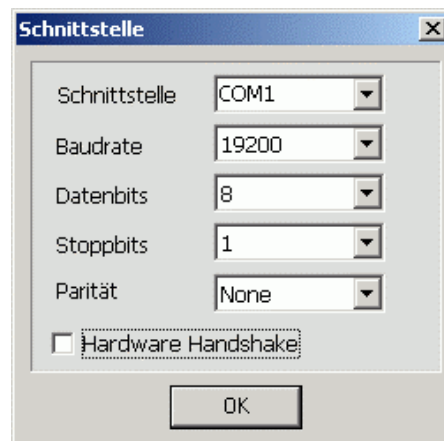 Schnittstelle
Schnittstelle COM1
Baudrate 19200
Datenbits 8
Stoppbits 1
Parität None
Hardware Handshake
OK